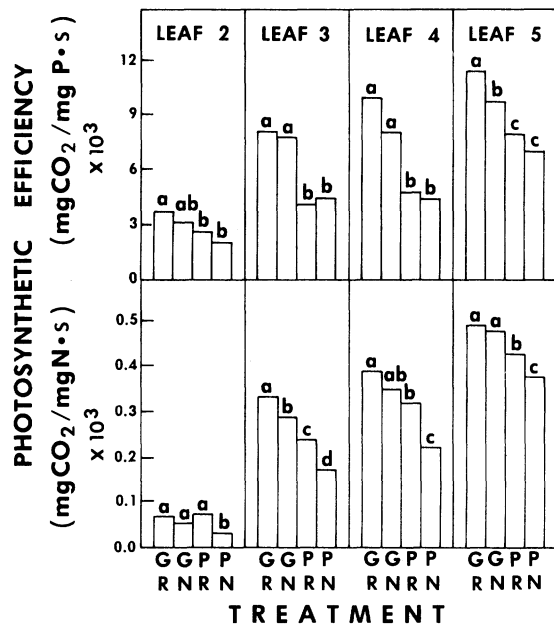 LEAF 2 LEAF 3 LEAF 4 LEAF 5
PHOTOSYNTHETIC EFFICIENCY
(mgCO2/mg P•s)
x 10³
12
9
6
3
0
a ab b b
a a b b
a a b b
a b c c
(mgCO2/mgN•s)
x 10³
0.5
0.4
0.3
0.2
0.1
0.0
a a a b
a b c d
a ab b c
a a b c
G G P P G G P P G G P P G G P P
R N R N R N R N R N R N R N R N
TREATMENT